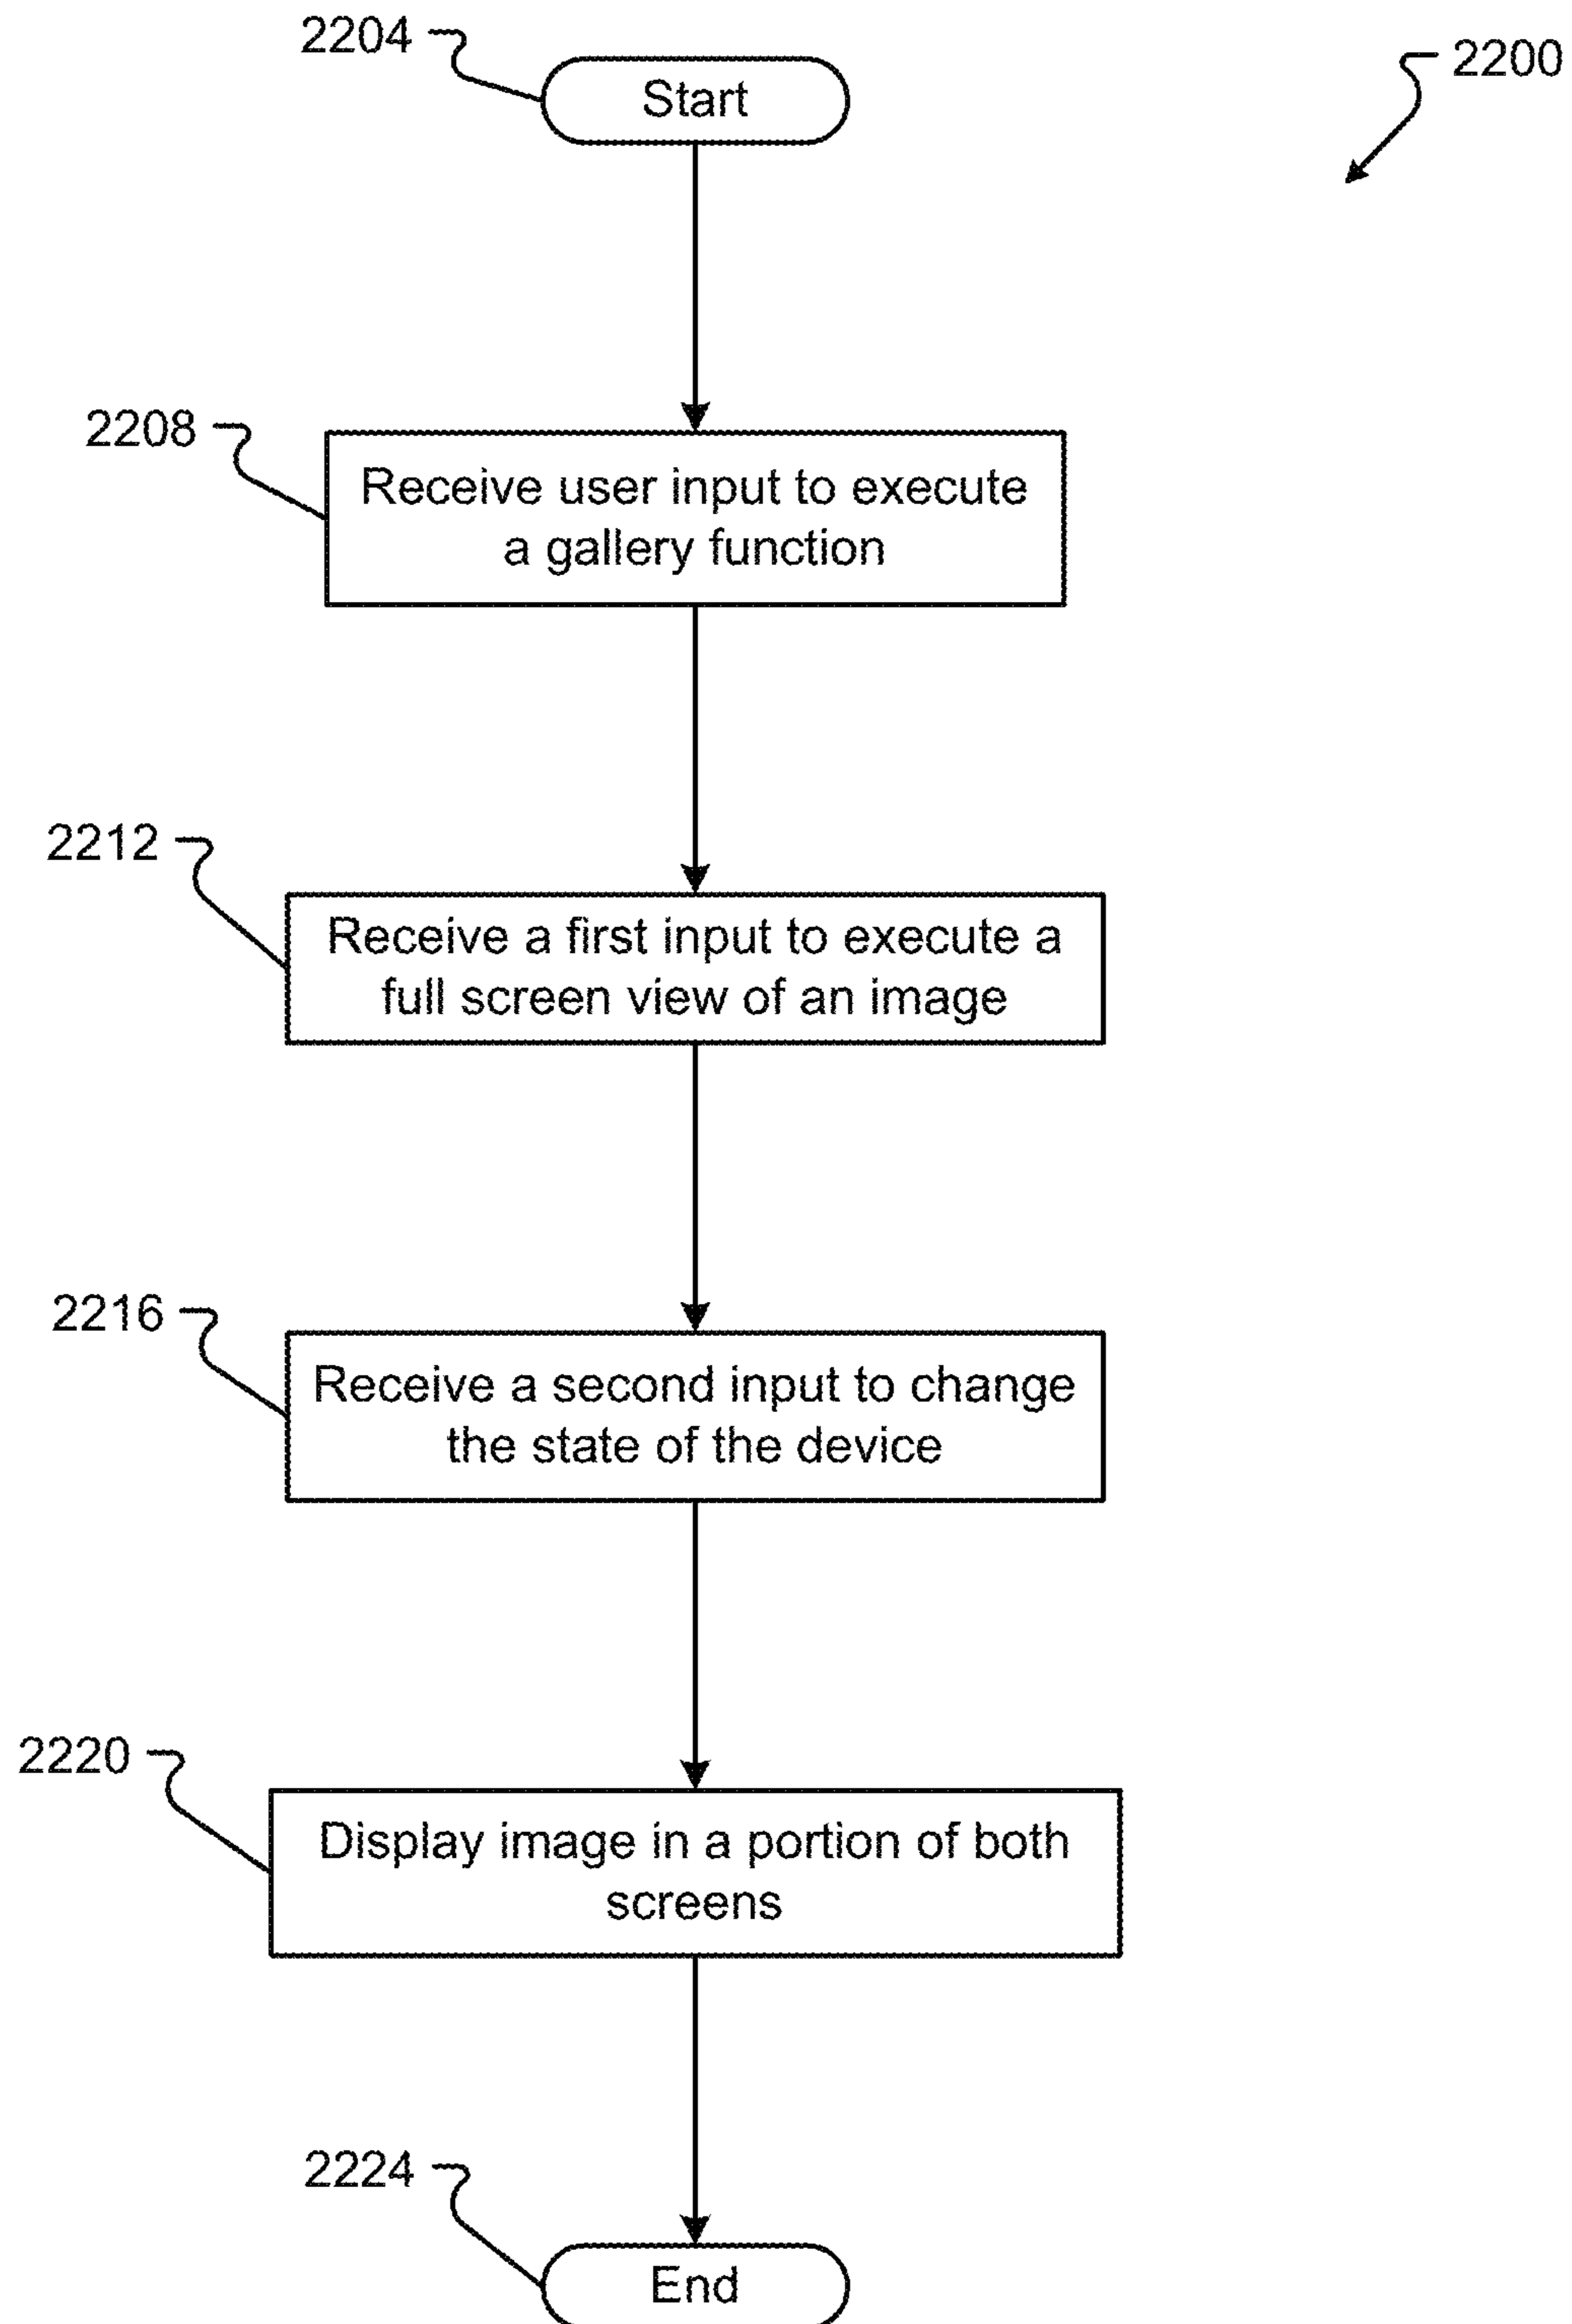 2204
Start
2200
2208
Receive user input to execute
a gallery function
2212
Receive a first input to execute a
full screen view of an image
2216
Receive a second input to change
the state of the device
2220
Display image in a portion of both
screens
2224
End